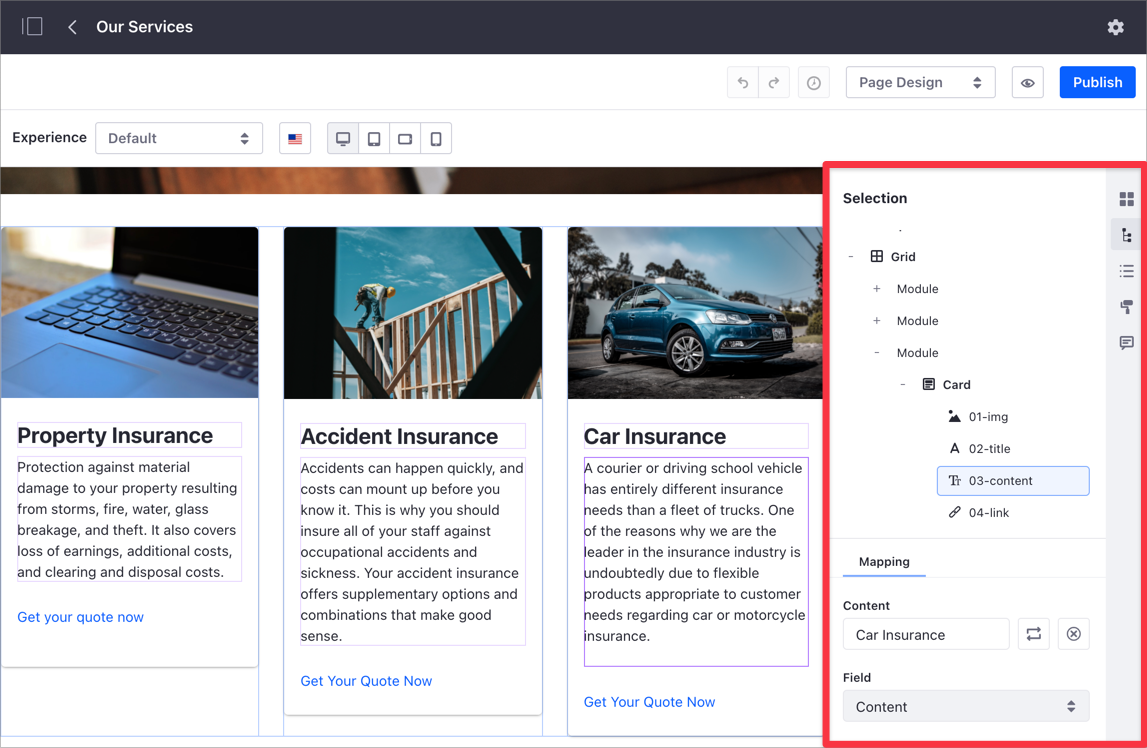 Our Services
Page Design
Publish
Experience
Default
Selection
Grid
Module
Module
Module
Card
01-img
02-title
03-content
04-link
Mapping
Content
Car Insurance
Field
Content
Property Insurance
Protection against material
damage to your property resulting
from storms, fire, water, glass
breakage, and theft. It also covers
loss of earnings, additional costs,
and clearing and disposal costs.
Get your quote now
Accident Insurance
Accidents can happen quickly, and
costs can mount up before you
know it. This is why you should
insure all of your staff against
occupational accidents and
sickness. Your accident insurance
offers supplementary options and
combinations that make good
sense.
Get Your Quote Now
Car Insurance
A courier or driving school vehicle
has entirely different insurance
needs than a fleet of trucks. One
of the reasons why we are the
leader in the insurance industry is
undoubtedly due to flexible
products appropriate to customer
needs regarding car or motorcycle
insurance.
Get Your Quote Now